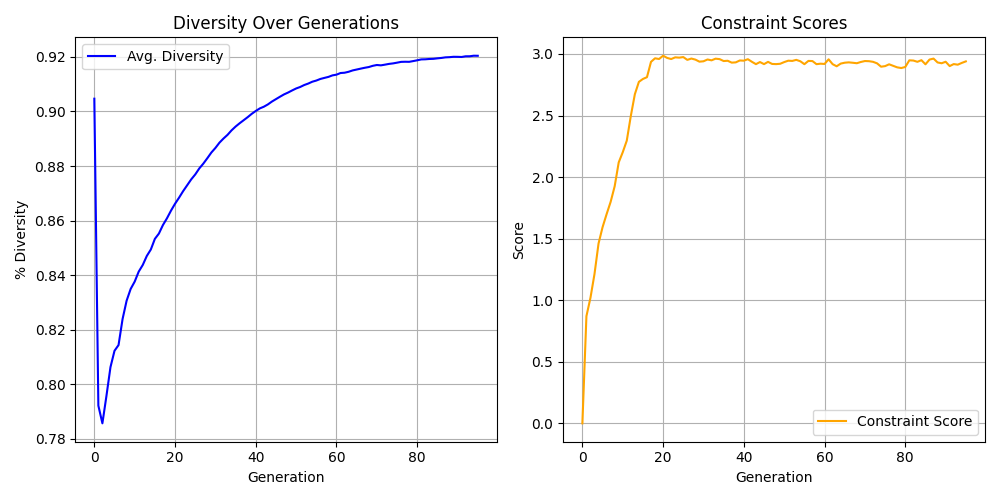 Diversity Over Generations
Avg. Diversity
% Diversity
0.92
0.90
0.88
0.86
0.84
0.82
0.80
0.78
0 20 40 60 80
Generation
Constraint Scores
Score
3.0
2.5
2.0
1.5
1.0
0.5
0.0
Constraint Score
0 20 40 60 80
Generation